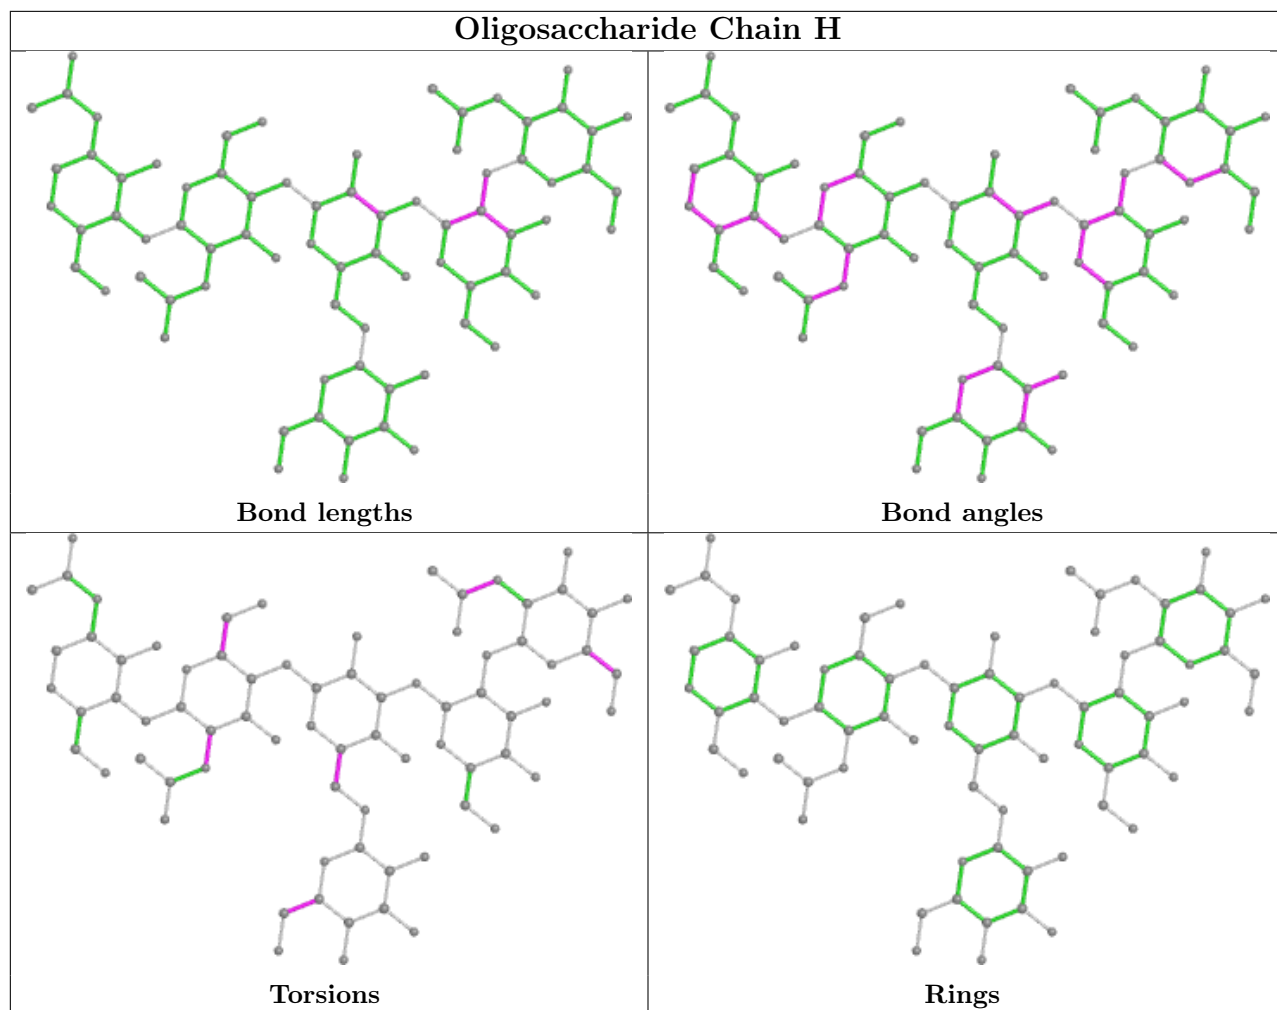 Oligosaccharide Chain H
Bond lengths
Bond angles
Torsions
Rings